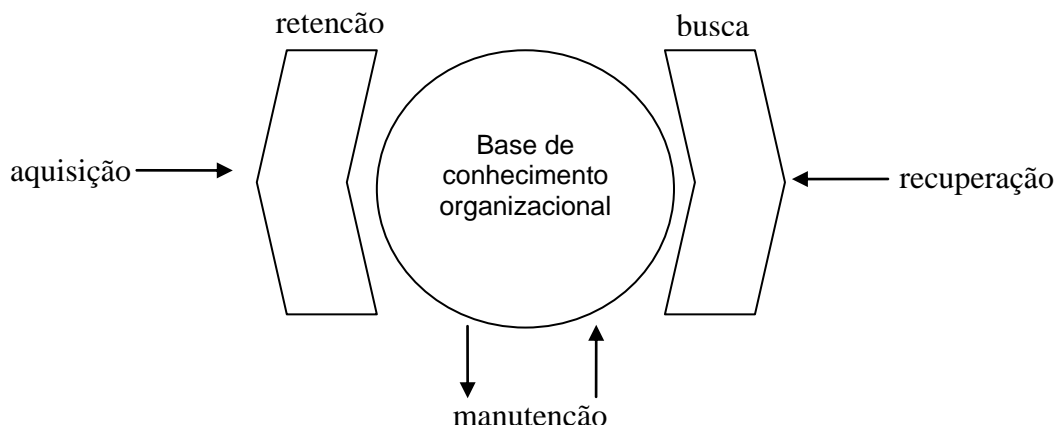 retencão
busca
Base de
conhecimento
organizacional
aquisição
recuperação
manutencão